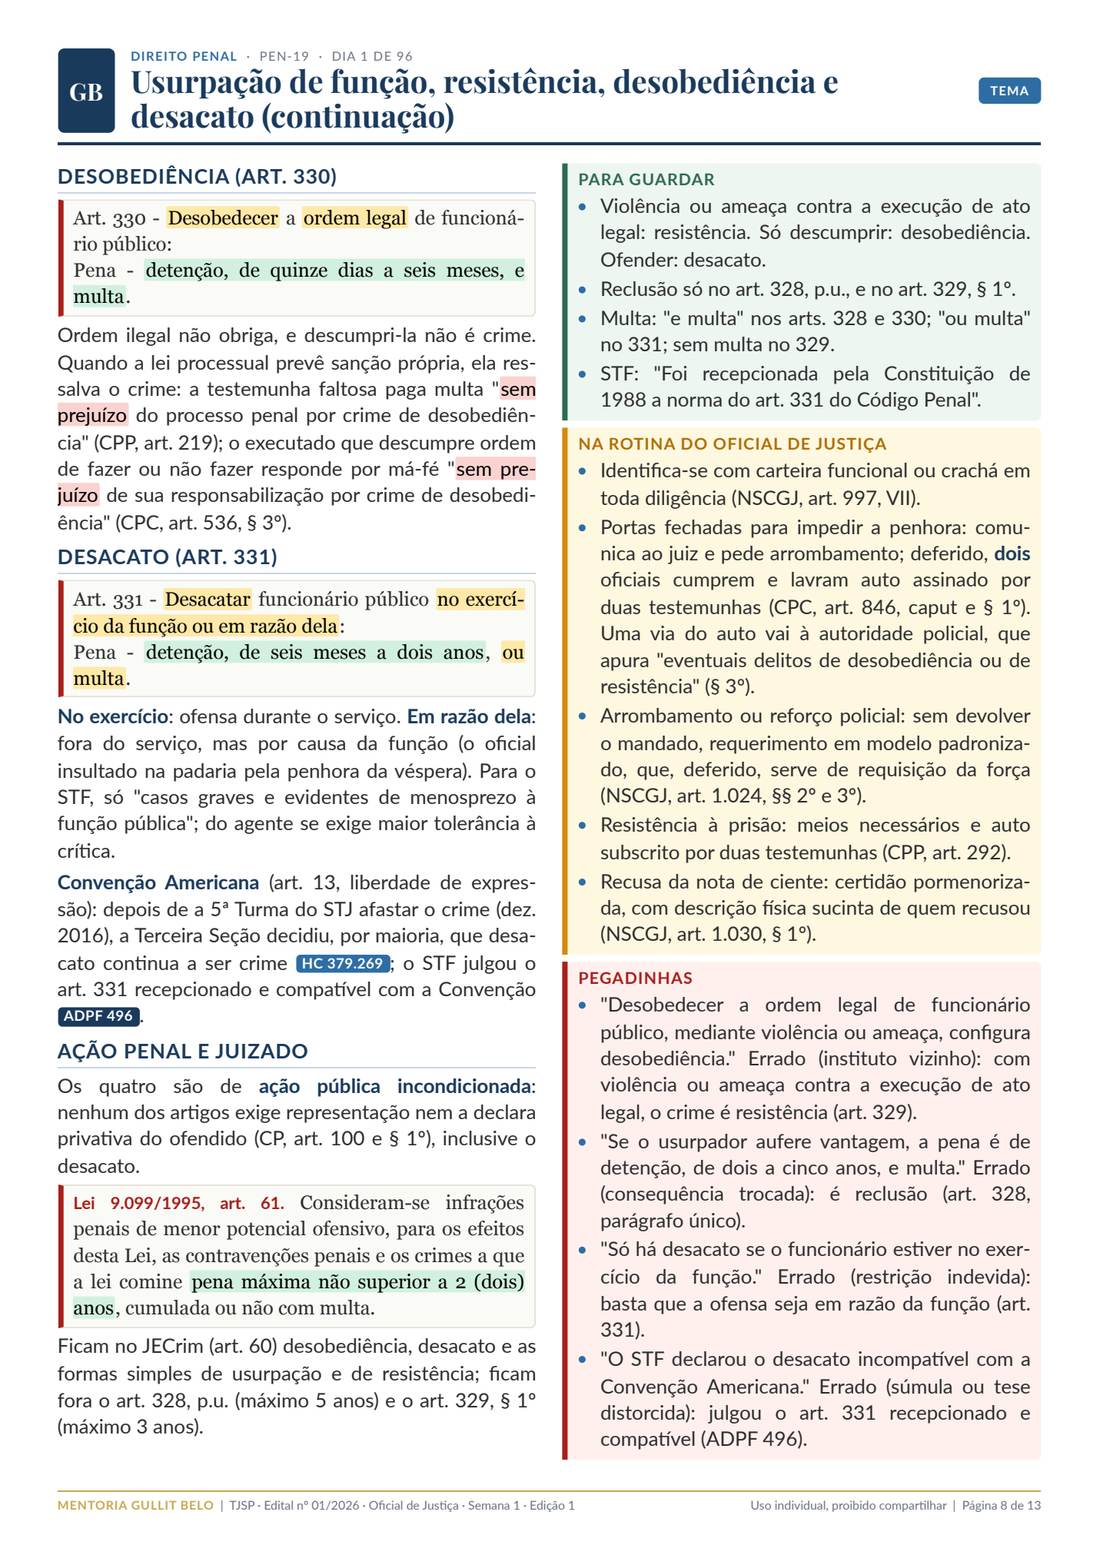 GB
DIREITO PENAL · PEN-19 · DIA 1 DE 96
Usurpação de função, resistência, desobediência e
desacato (continuação)
TEMA
DESOBEDIÊNCIA (ART. 330)
Art. 330 - Desobedecer a ordem legal de funcioná-
rio público:
Pena - detenção, de quinze dias a seis meses, e
multa.
Ordem ilegal não obriga, e descumpri-la não é crime.
Quando a lei processual prevê sanção própria, ela res-
salva o crime: a testemunha faltosa paga multa "sem
prejuízo do processo penal por crime de desobediên-
cia" (CPP, art. 219); o executado que descumpre ordem
de fazer ou não fazer responde por má-fé "sem pre-
juízo de sua responsabilização por crime de desobedi-
ência" (CPC, art. 536, § 3º).
DESACATO (ART. 331)
Art. 331 - Desacatar funcionário público no exercí-
cio da função ou em razão dela:
Pena - detenção, de seis meses a dois anos, ou
multa.
No exercício: ofensa durante o serviço. Em razão dela:
fora do serviço, mas por causa da função (o oficial
insultado na padaria pela penhora da véspera). Para o
STF, só "casos graves e evidentes de menosprezo à
função pública"; do agente se exige maior tolerância à
crítica.
Convenção Americana (art. 13, liberdade de expres-
são): depois de a 5ª Turma do STJ afastar o crime (dez.
2016), a Terceira Seção decidiu, por maioria, que desa-
cato continua a ser crime HC 379.269; o STF julgou o
art. 331 recepcionado e compatível com a Convenção
ADPF 496.
AÇÃO PENAL E JUIZADO
Os quatro são de ação pública incondicionada:
nenhum dos artigos exige representação nem a declara
privativa do ofendido (CP, art. 100 e § 1º), inclusive o
desacato.
Lei 9.099/1995, art. 61. Consideram-se infrações
penais de menor potencial ofensivo, para os efeitos
desta Lei, as contravenções penais e os crimes a que
a lei comine pena máxima não superior a 2 (dois)
anos, cumulada ou não com multa.
Ficam no JECrim (art. 60) desobediência, desacato e as
formas simples de usurpação e de resistência; ficam
fora o art. 328, p.u. (máximo 5 anos) e o art. 329, § 1º
(máximo 3 anos).
PARA GUARDAR
• Violência ou ameaça contra a execução de ato
legal: resistência. Só descumprir: desobediência.
Ofender: desacato.
• Reclusão só no art. 328, p.u., e no art. 329, § 1º.
• Multa: "e multa" nos arts. 328 e 330; "ou multa"
no 331; sem multa no 329.
• STF: "Foi recepcionada pela Constituição de
1988 a norma do art. 331 do Código Penal".
NA ROTINA DO OFICIAL DE JUSTIÇA
• Identifica-se com carteira funcional ou crachá em
toda diligência (NSCGJ, art. 997, VII).
• Portas fechadas para impedir a penhora: comu-
nica ao juiz e pede arrombamento; deferido, dois
oficiais cumprem e lavram auto assinado por
duas testemunhas (CPC, art. 846, caput e § 1º).
Uma via do auto vai à autoridade policial, que
apura "eventuais delitos de desobediência ou de
resistência" (§ 3º).
• Arrombamento ou reforço policial: sem devolver
o mandado, requerimento em modelo padroniza-
do, que, deferido, serve de requisição da força
(NSCGJ, art. 1.024, §§ 2º e 3º).
• Resistência à prisão: meios necessários e auto
subscrito por duas testemunhas (CPP, art. 292).
• Recusa da nota de ciente: certidão pormenoriza-
da, com descrição física sucinta de quem recusou
(NSCGJ, art. 1.030, § 1º).
PEGADINHAS
• "Desobedecer a ordem legal de funcionário
público, mediante violência ou ameaça, configura
desobediência." Errado (instituto vizinho): com
violência ou ameaça contra a execução de ato
legal, o crime é resistência (art. 329).
• "Se o usurpador aufere vantagem, a pena é de
detenção, de dois a cinco anos, e multa." Errado
(consequência trocada): é reclusão (art. 328,
parágrafo único).
• "Só há desacato se o funcionário estiver no exer-
cício da função." Errado (restrição indevida):
basta que a ofensa seja em razão da função (art.
331).
• "O STF declarou o desacato incompatível com a
Convenção Americana." Errado (súmula ou tese
distorcida): julgou o art. 331 recepcionado e
compatível (ADPF 496).
MENTORIA GULLIT BELO | TJSP · Edital nº 01/2026 · Oficial de Justiça · Semana 1 · Edição 1
Uso individual, proibido compartilhar | Página 8 de 13